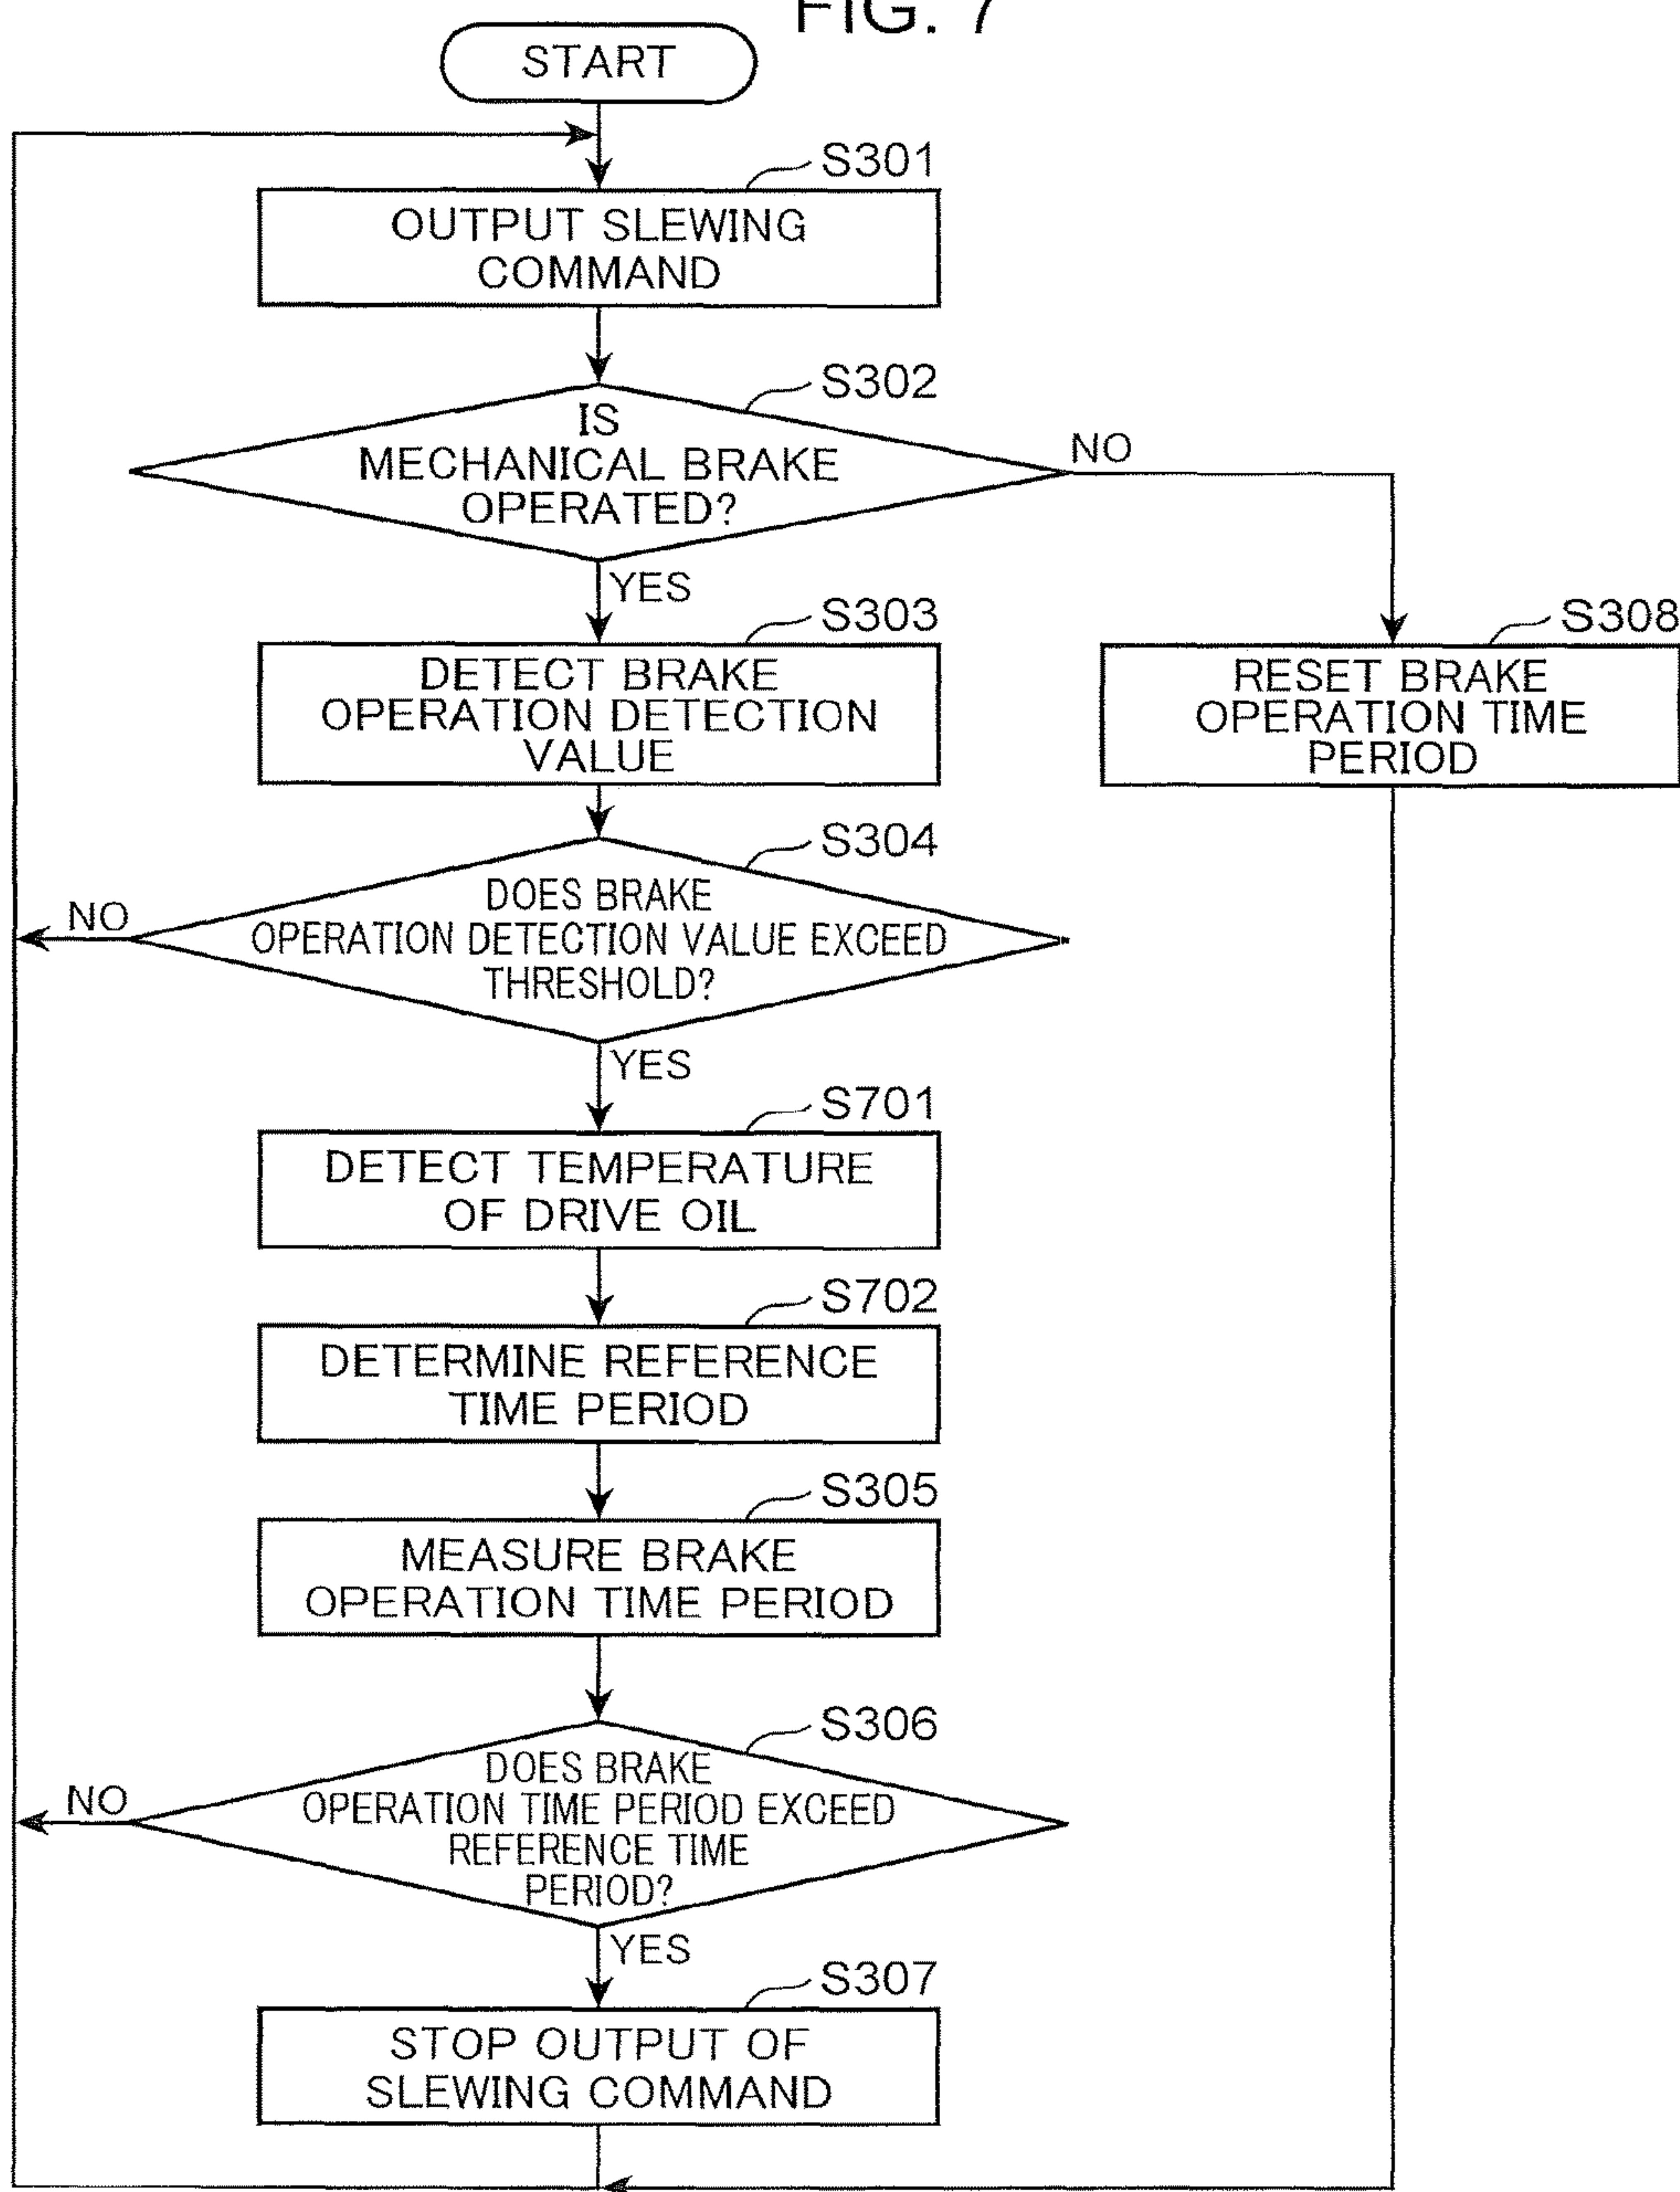 FIG. 7
START
S301
OUTPUT SLEWING
COMMAND
S302
IS
MECHANICAL BRAKE
OPERATED?
NO
YES
S303
DETECT BRAKE
OPERATION DETECTION
VALUE
S308
RESET BRAKE
OPERATION TIME
PERIOD
S304
DOES BRAKE
OPERATION DETECTION VALUE EXCEED
THRESHOLD?
NO
YES
S701
DETECT TEMPERATURE
OF DRIVE OIL
S702
DETERMINE REFERENCE
TIME PERIOD
S305
MEASURE BRAKE
OPERATION TIME PERIOD
S306
DOES BRAKE
OPERATION TIME PERIOD EXCEED
REFERENCE TIME
PERIOD?
NO
YES
S307
STOP OUTPUT OF
SLEWING COMMAND